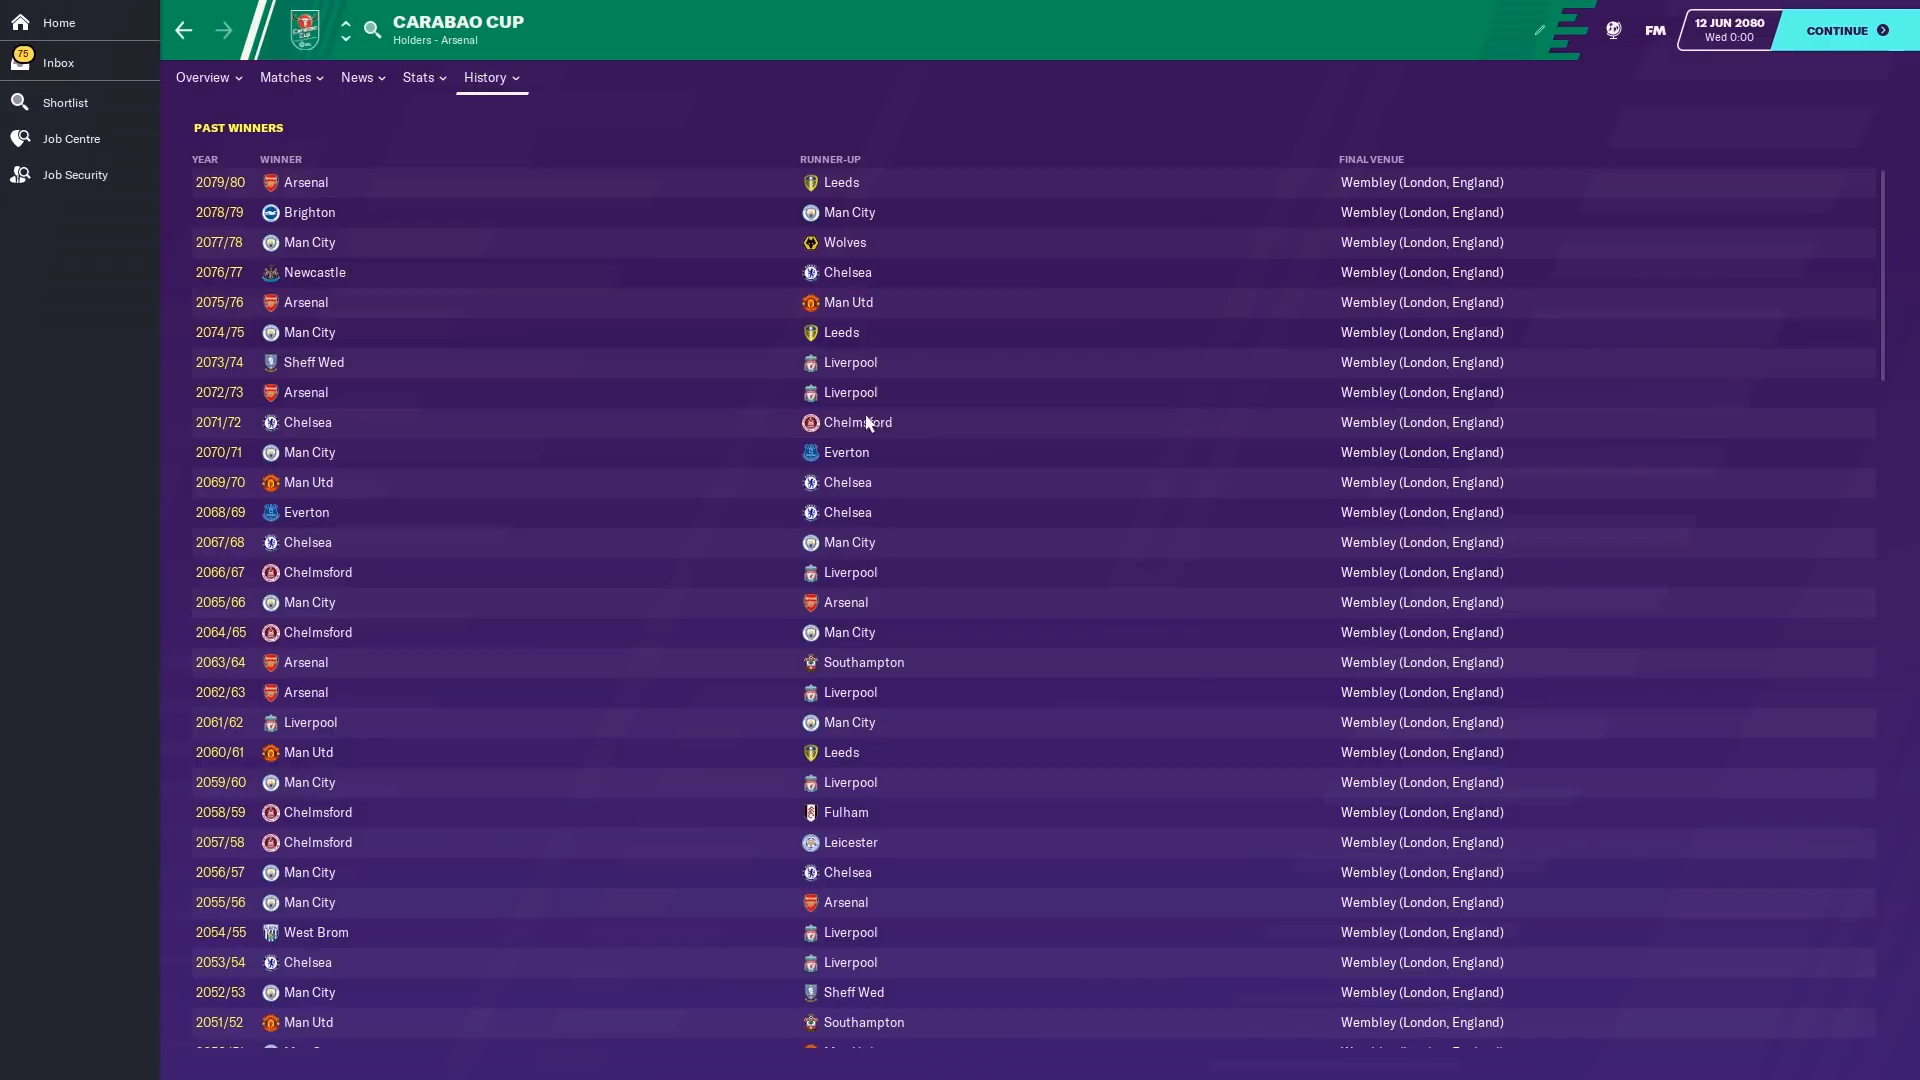 Home
75
Inbox
Shortlist
Job Centre
Job Security
CARABAO CUP
Holders - Arsenal
FM
12 JUN 2080
Wed 0:00
CONTINUE
Overview Matches News Stats History
PAST WINNERS
YEAR WINNER RUNNER-UP FINAL VENUE
2079/80 Arsenal Leeds Wembley (London, England)
2078/79 Brighton Man City Wembley (London, England)
2077/78 Man City Wolves Wembley (London, England)
2076/77 Newcastle Chelsea Wembley (London, England)
2075/76 Arsenal Man Utd Wembley (London, England)
2074/75 Man City Leeds Wembley (London, England)
2073/74 Sheff Wed Liverpool Wembley (London, England)
2072/73 Arsenal Liverpool Wembley (London, England)
2071/72 Chelsea Chelmsford Wembley (London, England)
2070/71 Man City Everton Wembley (London, England)
2069/70 Man Utd Chelsea Wembley (London, England)
2068/69 Everton Chelsea Wembley (London, England)
2067/68 Chelsea Man City Wembley (London, England)
2066/67 Chelmsford Liverpool Wembley (London, England)
2065/66 Man City Arsenal Wembley (London, England)
2064/65 Chelmsford Man City Wembley (London, England)
2063/64 Arsenal Southampton Wembley (London, England)
2062/63 Arsenal Liverpool Wembley (London, England)
2061/62 Liverpool Man City Wembley (London, England)
2060/61 Man Utd Leeds Wembley (London, England)
2059/60 Man City Liverpool Wembley (London, England)
2058/59 Chelmsford Fulham Wembley (London, England)
2057/58 Chelmsford Leicester Wembley (London, England)
2056/57 Man City Chelsea Wembley (London, England)
2055/56 Man City Arsenal Wembley (London, England)
2054/55 West Brom Liverpool Wembley (London, England)
2053/54 Chelsea Liverpool Wembley (London, England)
2052/53 Man City Sheff Wed Wembley (London, England)
2051/52 Man Utd Southampton Wembley (London, England)